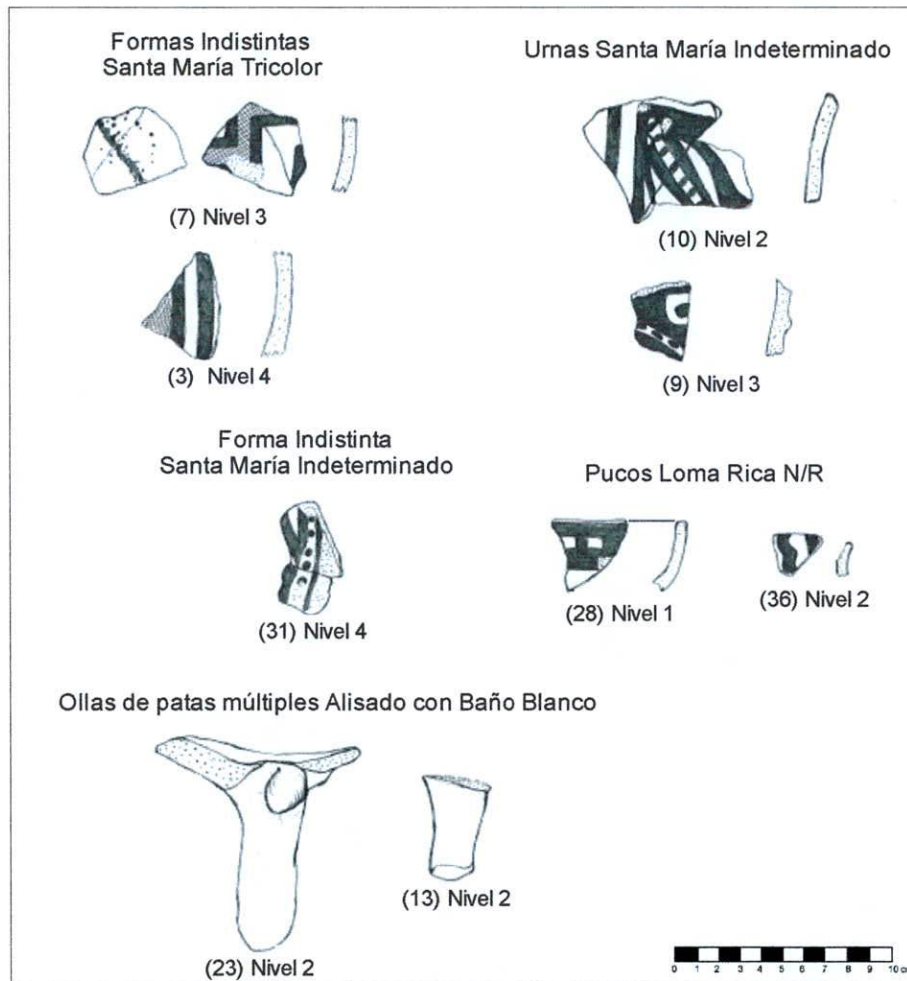 Formas Indistintas
Santa María Tricolor
(7) Nivel 3
(3) Nivel 4
Urnas Santa María Indeterminado
(10) Nivel 2
(9) Nivel 3
Forma Indistinta
Santa María Indeterminado
(31) Nivel 4
Pucos Loma Rica N/R
(28) Nivel 1
(36) Nivel 2
Ollas de patas múltiples Alisado con Baño Blanco
(23) Nivel 2
(13) Nivel 2
0 1 2 3 4 5 6 7 8 9 10 c